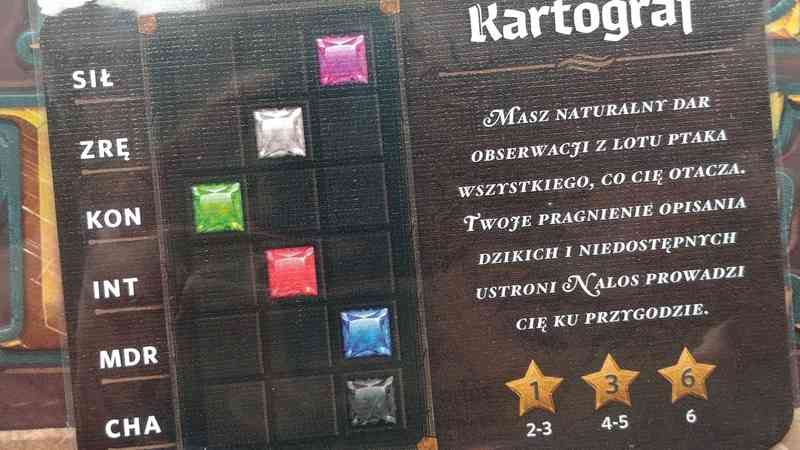 Kartograf
SIŁ
ZRĘ
KON
INT
MDR
CHA
Masz naturalny dar
obserwacji z lotu ptaka
wszystkiego, co cię otacza.
Twoje pragnienie opisania
dzikich i niedostępnych
ustroni Nalos prowadzi
cię ku przygodzie.
1 3 6
2-3 4-5 6